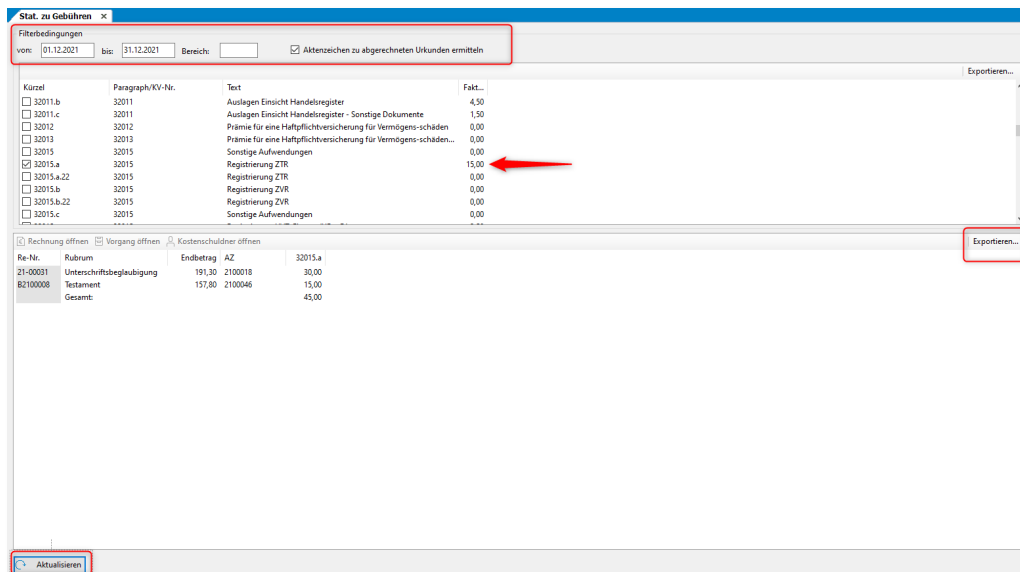 Stat. zu Gebühren ×
Filterbedingungen
von: 01.12.2021 bis: 31.12.2021 Bereich: Aktenzeichen zu abgerechneten Urkunden ermitteln
Exportieren...
Kürzel Paragraph/KV-Nr. Text Fakt...
32011.b 32011 Auslagen Einsicht Handelsregister 4,50
32011.c 32011 Auslagen Einsicht Handelsregister - Sonstige Dokumente 1,50
32012 32012 Prämie für eine Haftpflichtversicherung für Vermögens-schäden 0,00
32013 32013 Prämie für eine Haftpflichtversicherung für Vermögens-schäden... 0,00
32015 32015 Sonstige Aufwendungen 0,00
32015.a 32015 Registrierung ZTR 15,00
32015.a.22 32015 Registrierung ZTR 0,00
32015.b 32015 Registrierung ZVR 0,00
32015.b.22 32015 Registrierung ZVR 0,00
32015.c 32015 Sonstige Aufwendungen 0,00
Rechnung öffnen Vorgang öffnen Kostenschuldner öffnen Exportieren...
Re-Nr. Rubrum Endbetrag AZ 32015.a
21-00031 Unterschriftsbeglaubigung 191,30 2100018 30,00
B2100008 Testament 157,80 2100046 15,00
Gesamt: 45,00
Aktualisieren